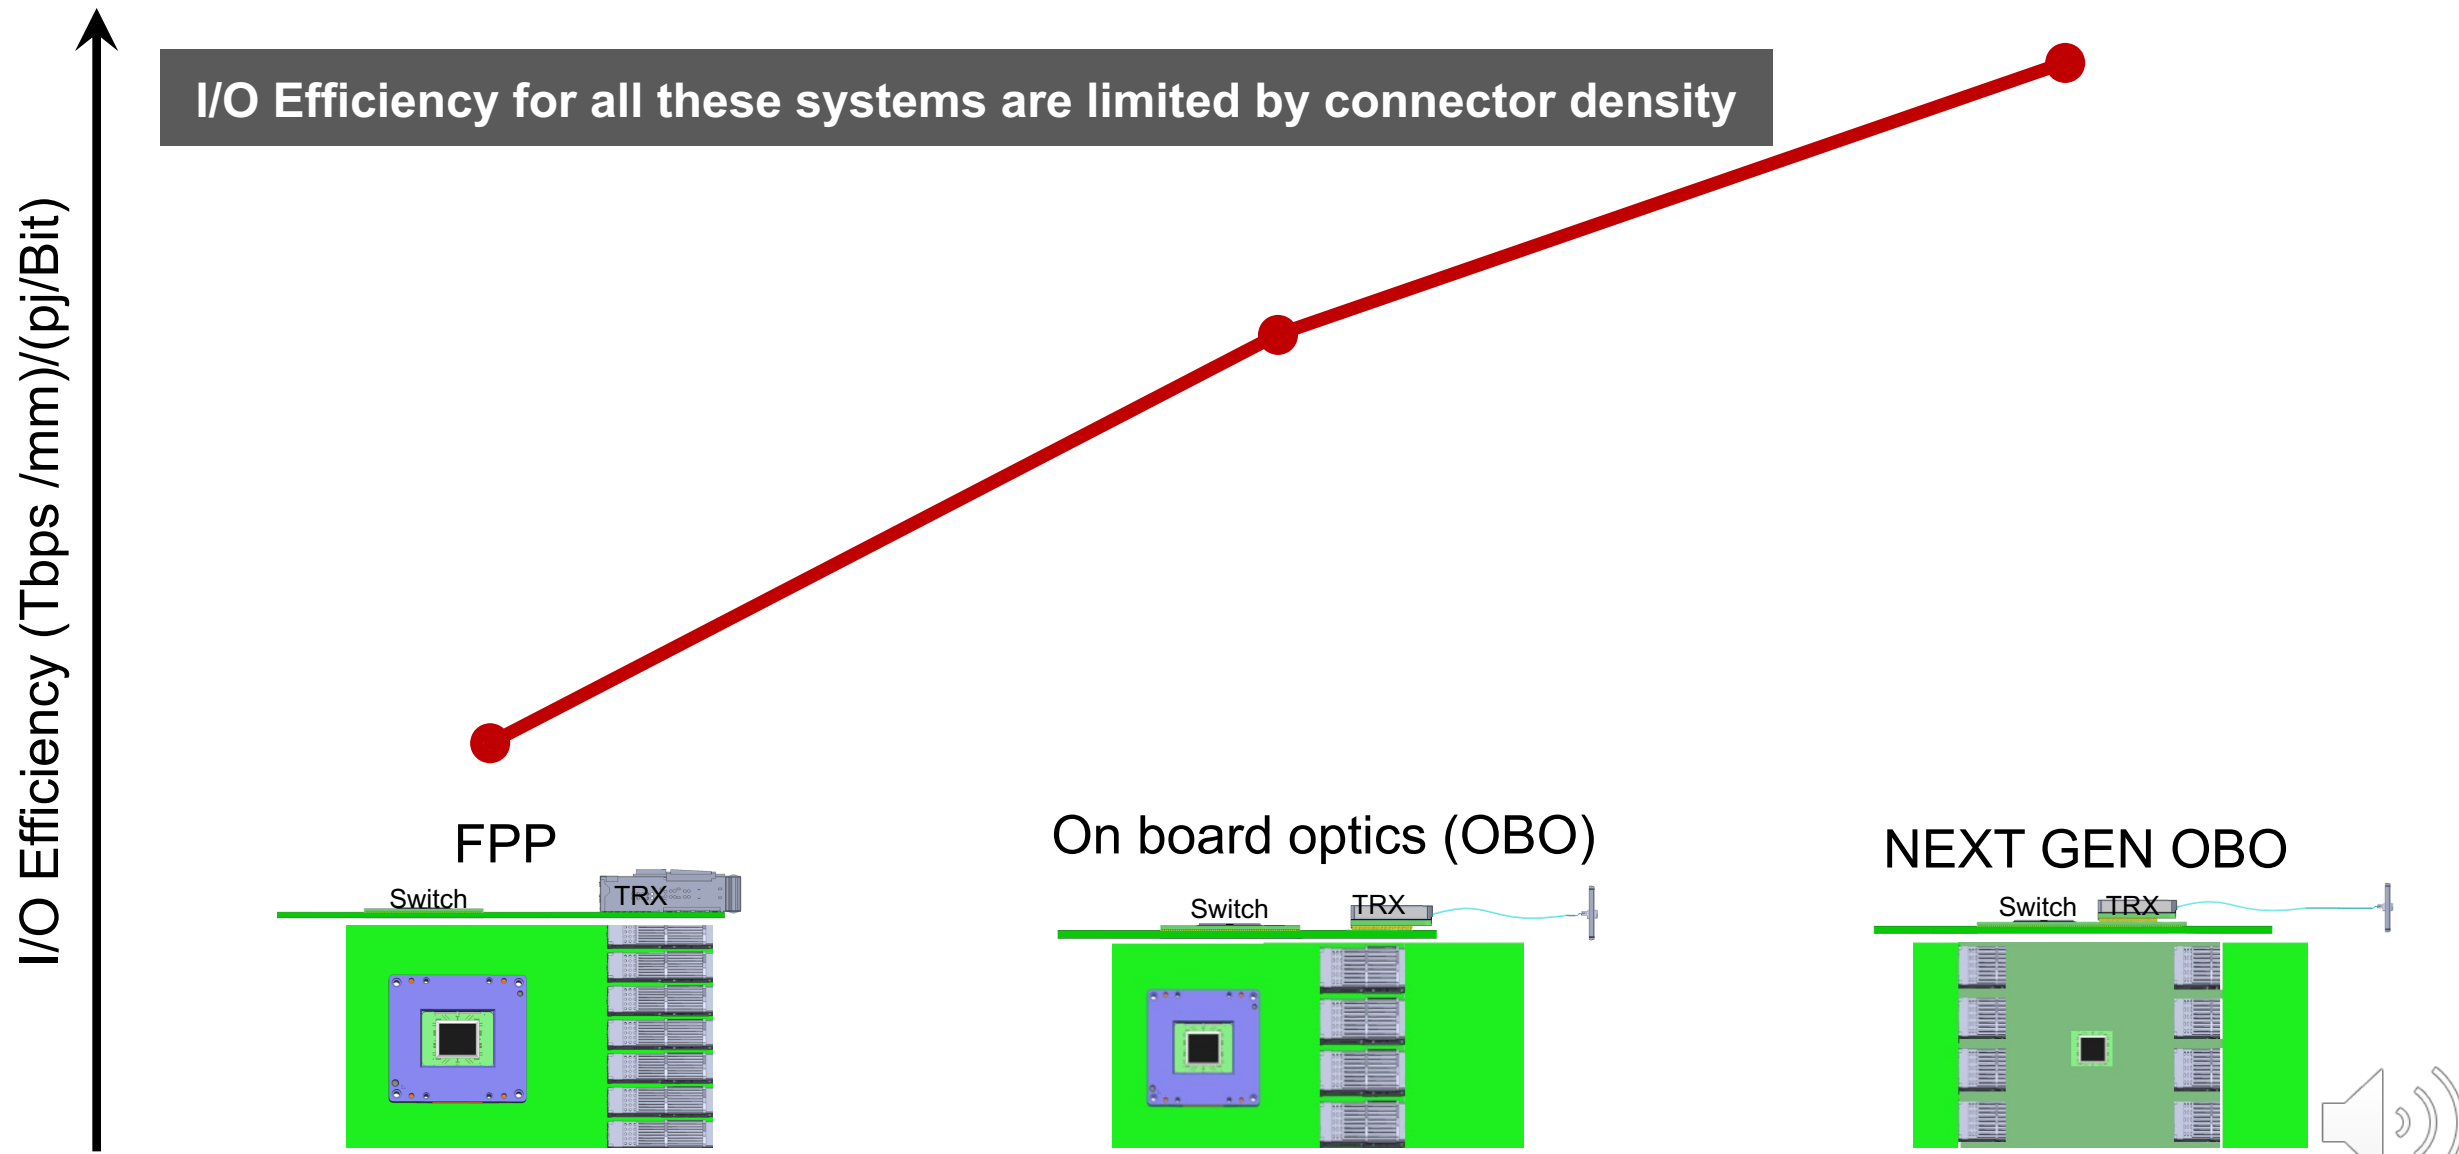 I/O Efficiency for all these systems are limited by connector density
I/O Efficiency (Tbps /mm)/(pj/Bit)
FPP
Switch
TRX
On board optics (OBO)
Switch
TRX
NEXT GEN OBO
Switch
TRX